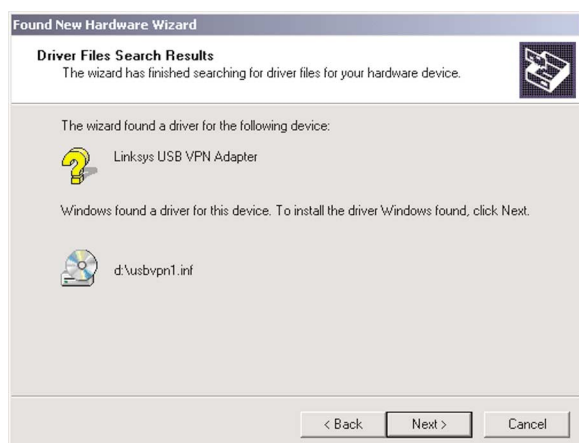 Found New Hardware Wizard
Driver Files Search Results
The wizard has finished searching for driver files for your hardware device.
The wizard found a driver for the following device:
Linksys USB VPN Adapter
Windows found a driver for this device. To install the driver Windows found, click Next.
d:\usbvpn1.inf
< Back Next > Cancel